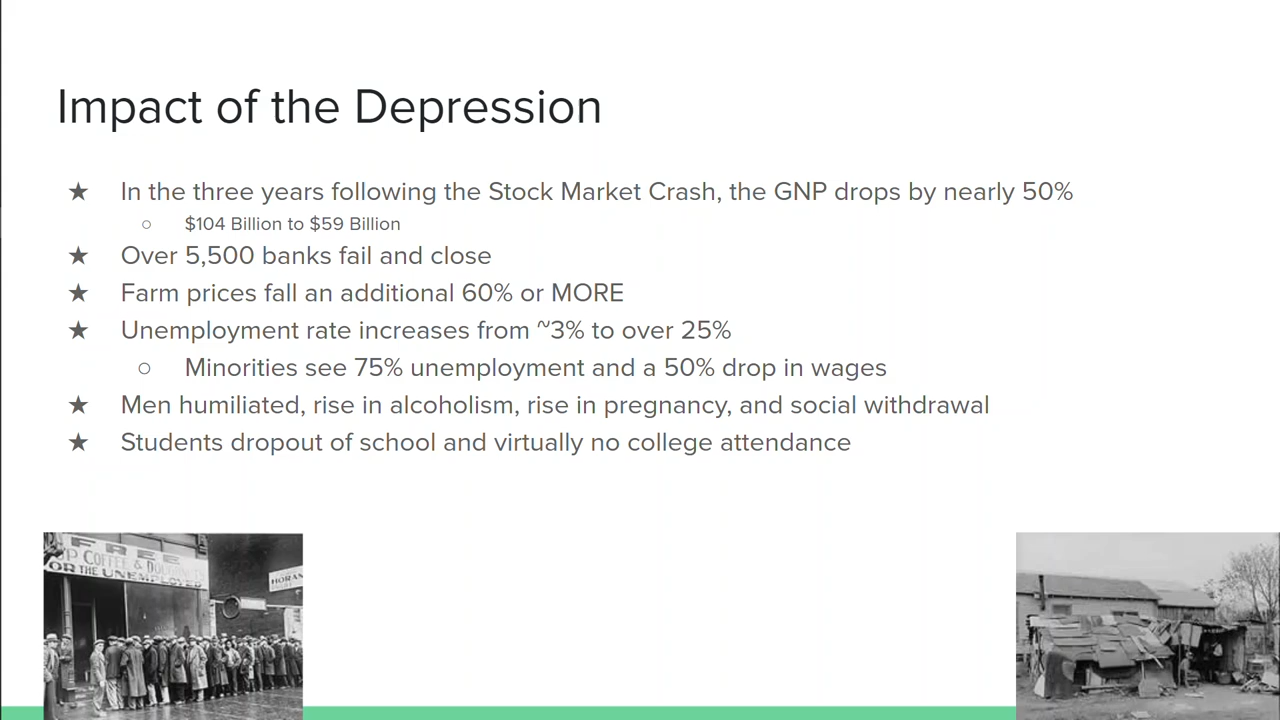 Impact of the Depression
★ In the three years following the Stock Market Crash, the GNP drops by nearly 50%
○ $104 Billion to $59 Billion
★ Over 5,500 banks fail and close
★ Farm prices fall an additional 60% or MORE
★ Unemployment rate increases from ~3% to over 25%
○ Minorities see 75% unemployment and a 50% drop in wages
★ Men humiliated, rise in alcoholism, rise in pregnancy, and social withdrawal
★ Students dropout of school and virtually no college attendance
FREE
COFFEE &
OR THE UNEMPLOYED
HORAN